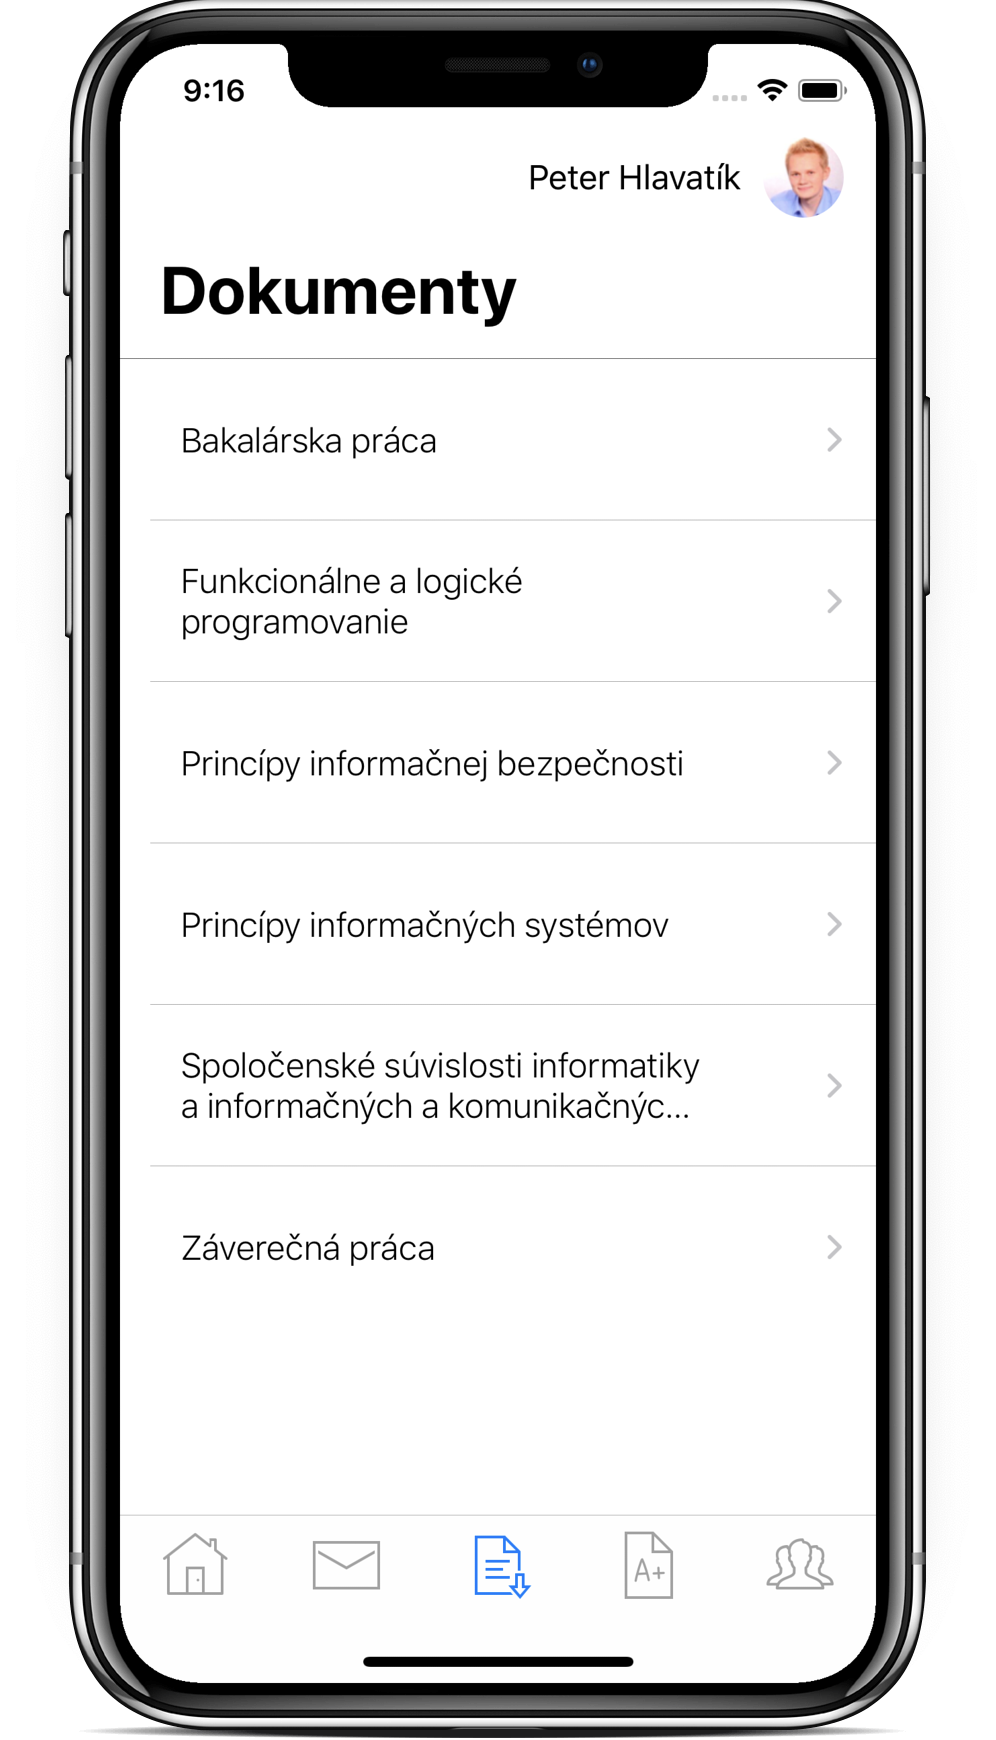 9:16
Peter Hlavatík
Dokumenty
Bakalárska práca
Funkcionálne a logické
programovanie
Princípy informačnej bezpečnosti
Princípy informačných systémov
Spoločenské súvislosti informatiky
a informačných a komunikačnýc...
Záverečná práca
A+